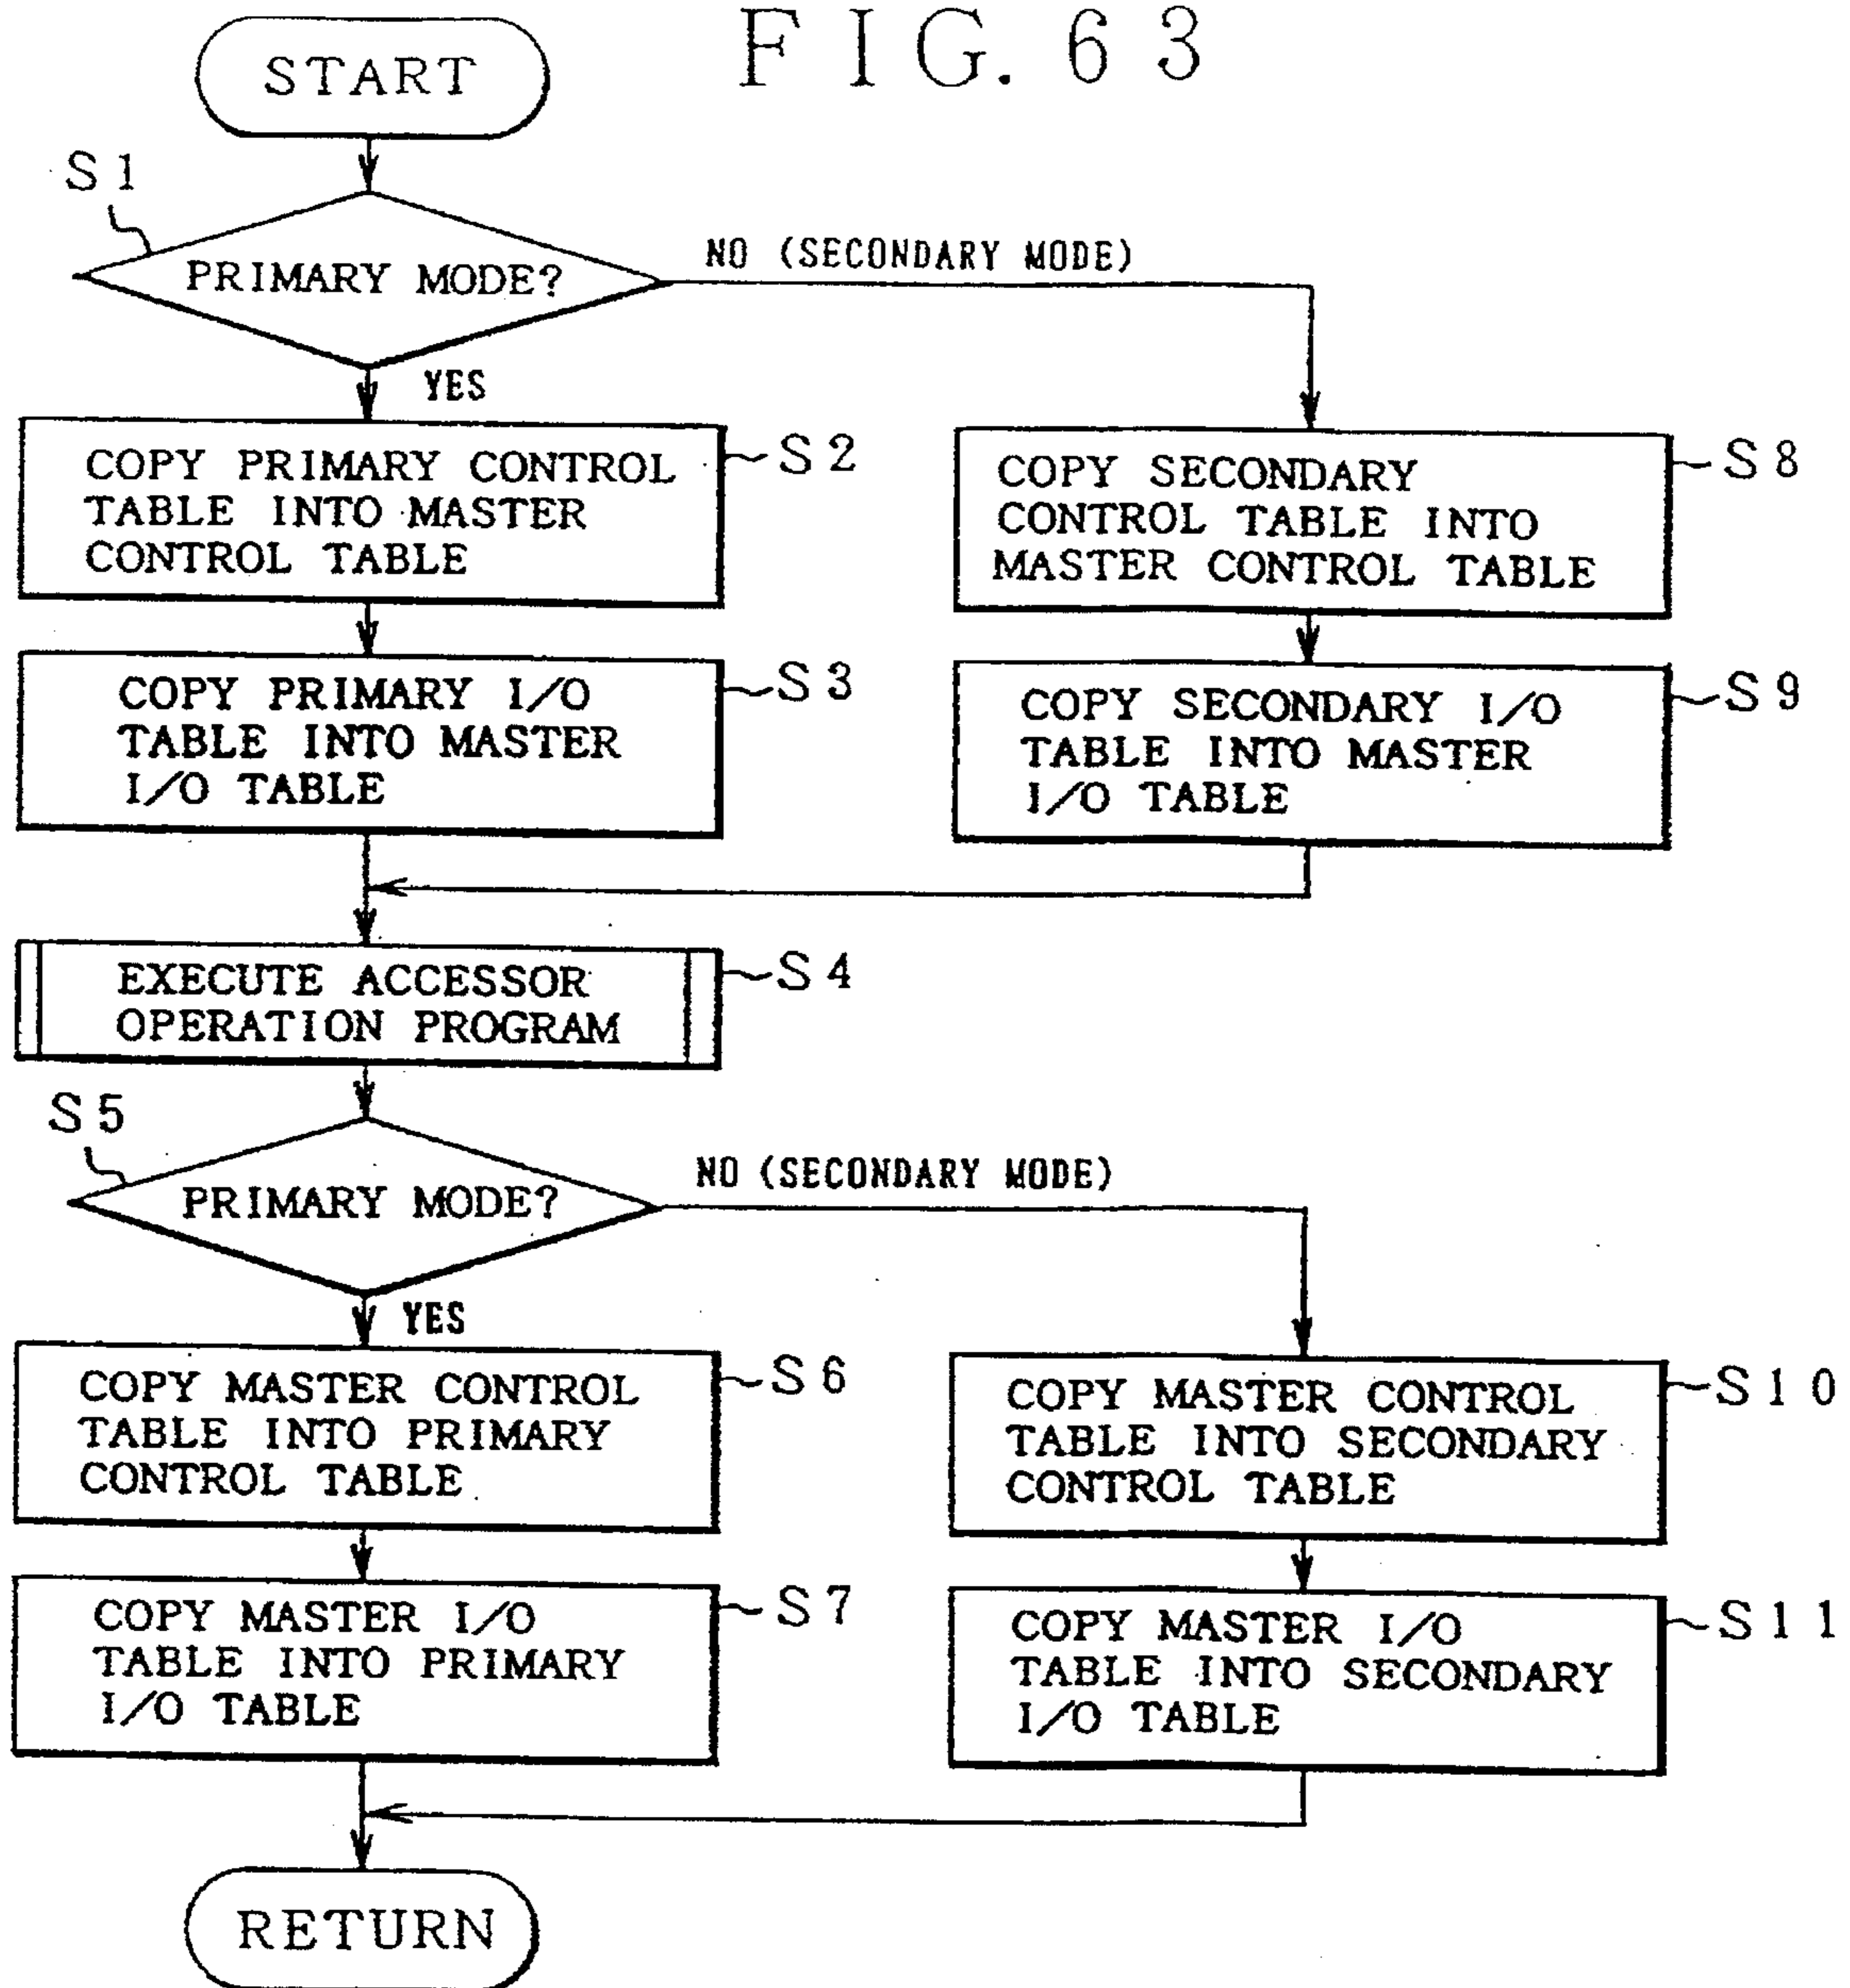 FIG. 63
START
S1
PRIMARY MODE?
NO (SECONDARY MODE)
YES
COPY PRIMARY CONTROL
TABLE INTO MASTER
CONTROL TABLE
S2
COPY SECONDARY
CONTROL TABLE INTO
MASTER CONTROL TABLE
S8
COPY PRIMARY I/O
TABLE INTO MASTER
I/O TABLE
S3
COPY SECONDARY I/O
TABLE INTO MASTER
I/O TABLE
S9
EXECUTE ACCESSOR
OPERATION PROGRAM
S4
S5
PRIMARY MODE?
NO (SECONDARY MODE)
YES
COPY MASTER CONTROL
TABLE INTO PRIMARY
CONTROL TABLE
S6
COPY MASTER CONTROL
TABLE INTO SECONDARY
CONTROL TABLE
S10
COPY MASTER I/O
TABLE INTO PRIMARY
I/O TABLE
S7
COPY MASTER I/O
TABLE INTO SECONDARY
I/O TABLE
S11
RETURN